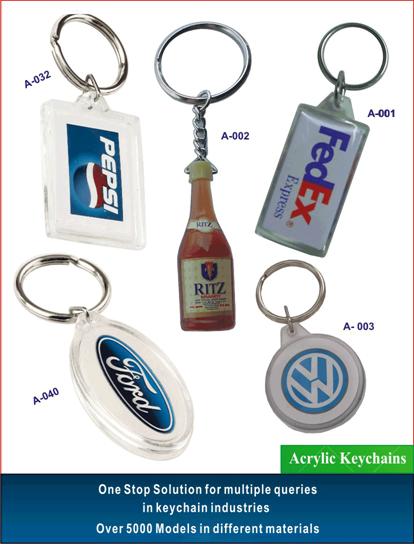 A-032
A-002
A-001
PEPSI
FedEx
Express
RITZ
RITZ
A-003
A-040
Ford
VW
Acrylic Keychains
One Stop Solution for multiple queries
in keychain industries
Over 5000 Models in different materials